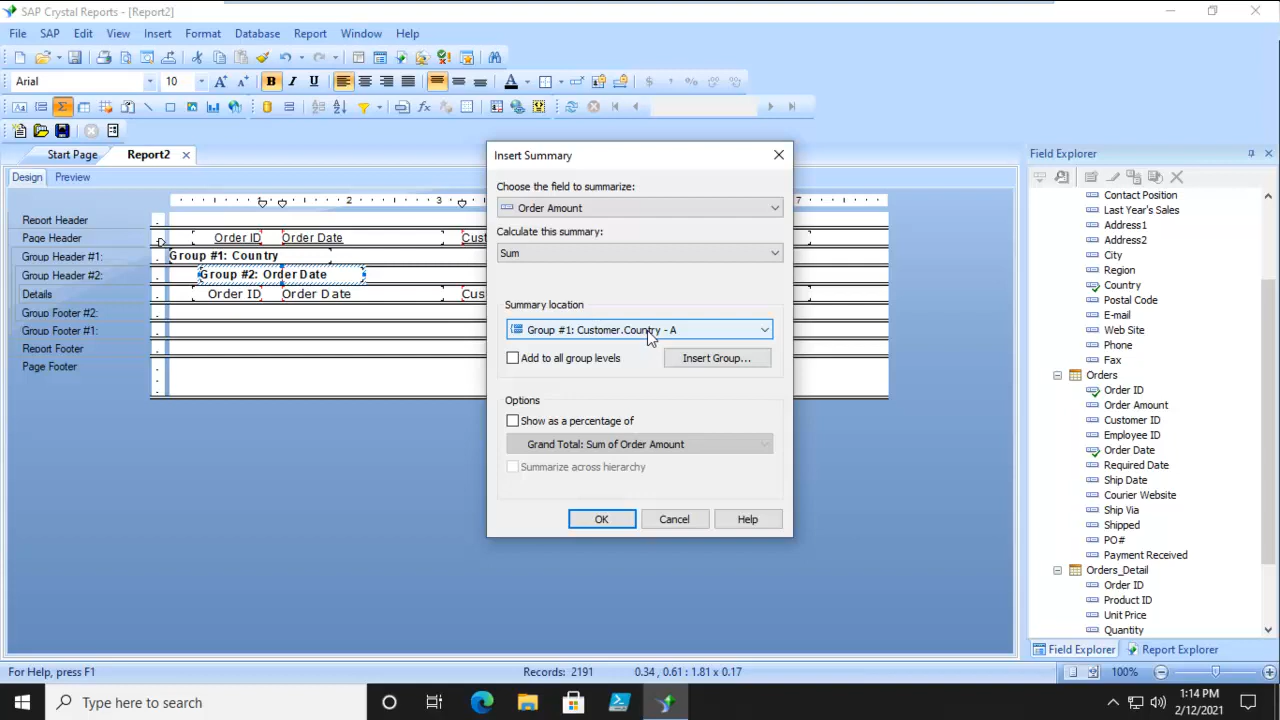 SAP Crystal Reports - [Report2]
File SAP Edit View Insert Format Database Report Window Help
Arial 10 B I U A $ %
Start Page Report2
Field Explorer
Design Preview
1 2 3 7
Report Header
Page Header Order ID Order Date Cust
Group Header #1: Group #1: Country
Group Header #2: Group #2: Order Date
Details Order ID Order Date Cus
Group Footer #2:
Group Footer #1:
Report Footer
Page Footer
Insert Summary
Choose the field to summarize:
Order Amount
Calculate this summary:
Sum
Summary location
Group #1: Customer.Country - A
Add to all group levels Insert Group...
Options
Show as a percentage of
Grand Total: Sum of Order Amount
Summarize across hierarchy
OK Cancel Help
Contact Position
Last Year's Sales
Address1
Address2
City
Region
Country
Postal Code
E-mail
Web Site
Phone
Fax
Orders
Order ID
Order Amount
Customer ID
Employee ID
Order Date
Required Date
Ship Date
Courier Website
Ship Via
Shipped
PO#
Payment Received
Orders_Detail
Order ID
Product ID
Unit Price
Quantity
Field Explorer Report Explorer
For Help, press F1 Records: 2191 0.34 , 0.61 : 1.81 x 0.17 100%
Type here to search
1:14 PM
2/12/2021